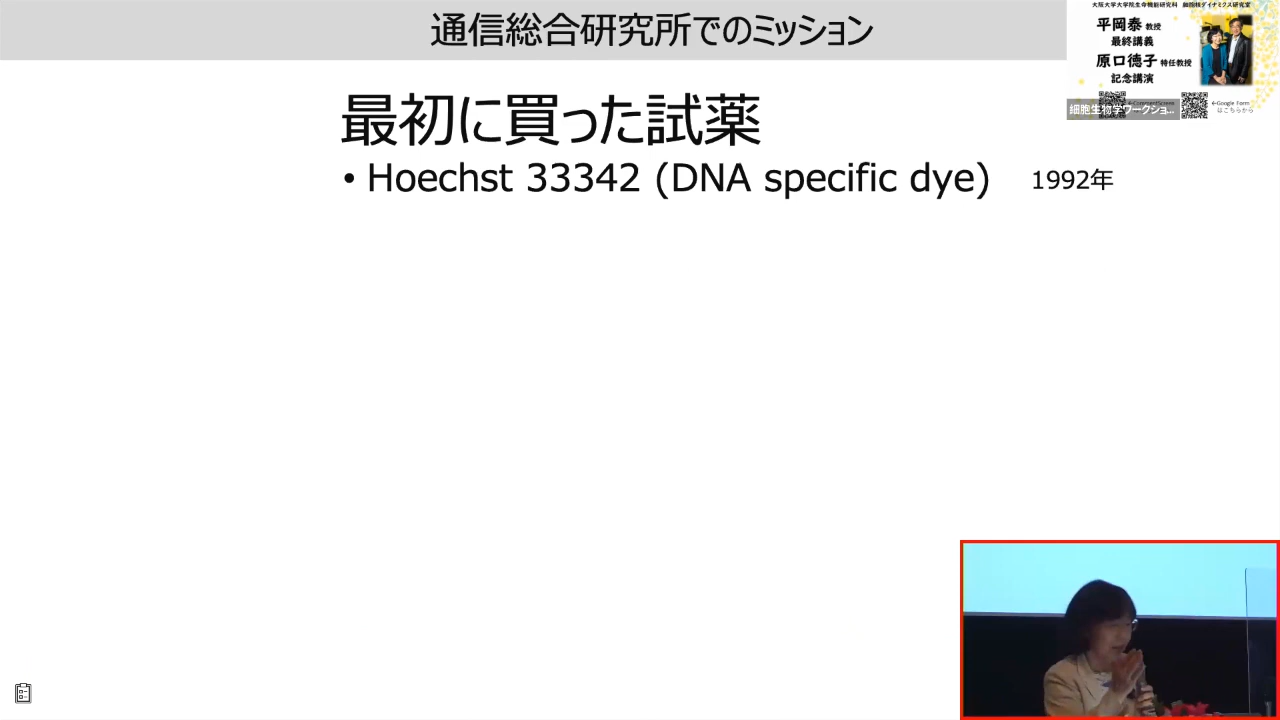 通信総合研究所でのミッション
大阪大学大学院生命機能研究科 細胞核ダイナミクス研究室
平岡泰 教授
最終講義
原口徳子 特任教授
記念講演
細胞生物学ワークショ...
←Google Form
はこちらから
最初に買った試薬
• Hoechst 33342 (DNA specific dye) 1992年